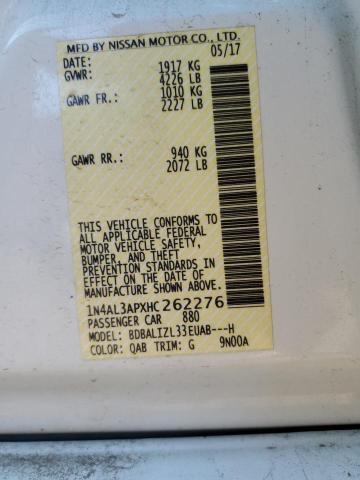 MFD BY NISSAN MOTOR CO., LTD.
DATE: 05/17
GVWR: 1917 KG
4226 LB
GAWR FR.: 1010 KG
2227 LB
GAWR RR.: 940 KG
2072 LB
THIS VEHICLE CONFORMS TO
ALL APPLICABLE FEDERAL
MOTOR VEHICLE SAFETY,
BUMPER, AND THEFT
PREVENTION STANDARDS IN
EFFECT ON THE DATE OF
MANUFACTURE SHOWN ABOVE.
1N4AL3APXHC262276
PASSENGER CAR 880
MODEL: BDBALIZL33EUAB---H
COLOR: QAB TRIM: G 9N00A